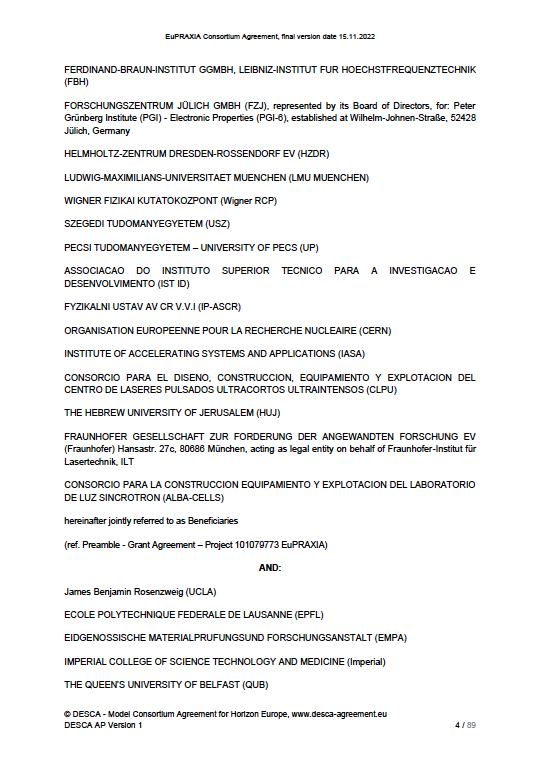 EuPRAXIA Consortium Agreement, final version date 15.11.2022
FERDINAND-BRAUN-INSTITUT GGMBH, LEIBNIZ-INSTITUT FUR HOECHSTFREQUENZTECHNIK
(FBH)
FORSCHUNGSZENTRUM JÜLICH GMBH (FZJ), represented by its Board of Directors, for: Peter
Grünberg Institute (PGI) - Electronic Properties (PGI-6), established at Wilhelm-Johnen-Straße, 52428
Jülich, Germany
HELMHOLTZ-ZENTRUM DRESDEN-ROSSENDORF EV (HZDR)
LUDWIG-MAXIMILIANS-UNIVERSITAET MUENCHEN (LMU MUENCHEN)
WIGNER FIZIKAI KUTATOKOZPONT (Wigner RCP)
SZEGEDI TUDOMANYEGYETEM (USZ)
PECSI TUDOMANYEGYETEM – UNIVERSITY OF PECS (UP)
ASSOCIACAO DO INSTITUTO SUPERIOR TECNICO PARA A INVESTIGACAO E
DESENVOLVIMENTO (IST ID)
FYZIKALNI USTAV AV CR V.V.I (IP-ASCR)
ORGANISATION EUROPEENNE POUR LA RECHERCHE NUCLEAIRE (CERN)
INSTITUTE OF ACCELERATING SYSTEMS AND APPLICATIONS (IASA)
CONSORCIO PARA EL DISENO, CONSTRUCCION, EQUIPAMIENTO Y EXPLOTACION DEL
CENTRO DE LASERES PULSADOS ULTRACORTOS ULTRAINTENSOS (CLPU)
THE HEBREW UNIVERSITY OF JERUSALEM (HUJ)
FRAUNHOFER GESELLSCHAFT ZUR FORDERUNG DER ANGEWANDTEN FORSCHUNG EV
(Fraunhofer) Hansastr. 27c, 80686 München, acting as legal entity on behalf of Fraunhofer-Institut für
Lasertechnik, ILT
CONSORCIO PARA LA CONSTRUCCION EQUIPAMIENTO Y EXPLOTACION DEL LABORATORIO
DE LUZ SINCROTRON (ALBA-CELLS)
hereinafter jointly referred to as Beneficiaries
(ref. Preamble - Grant Agreement – Project 101079773 EuPRAXIA)
AND:
James Benjamin Rosenzweig (UCLA)
ECOLE POLYTECHNIQUE FEDERALE DE LAUSANNE (EPFL)
EIDGENOSSISCHE MATERIALPRUFUNGSUND FORSCHUNGSANSTALT (EMPA)
IMPERIAL COLLEGE OF SCIENCE TECHNOLOGY AND MEDICINE (Imperial)
THE QUEEN'S UNIVERSITY OF BELFAST (QUB)
© DESCA - Model Consortium Agreement for Horizon Europe, www.desca-agreement.eu
DESCA AP Version 1 4 / 89